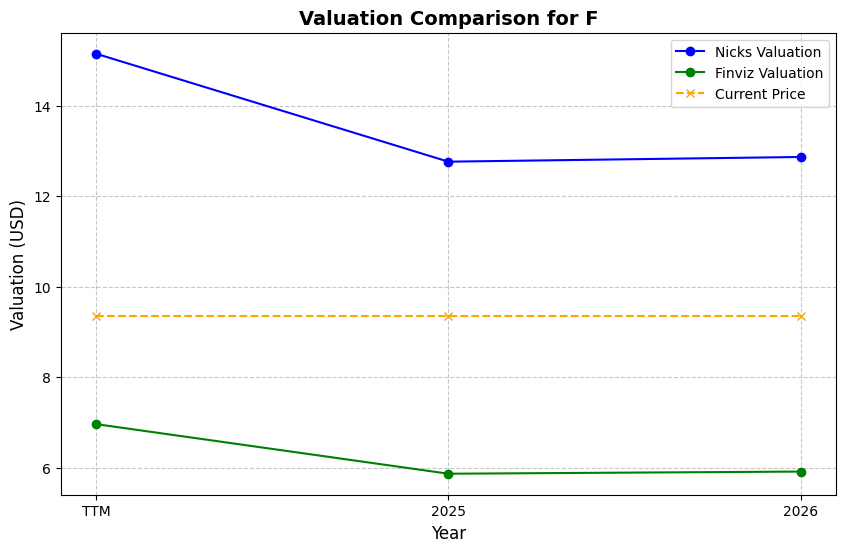 Valuation Comparison for F
Nicks Valuation
Finviz Valuation
Current Price
Valuation (USD)
14
12
10
8
6
TTM
2025
2026
Year